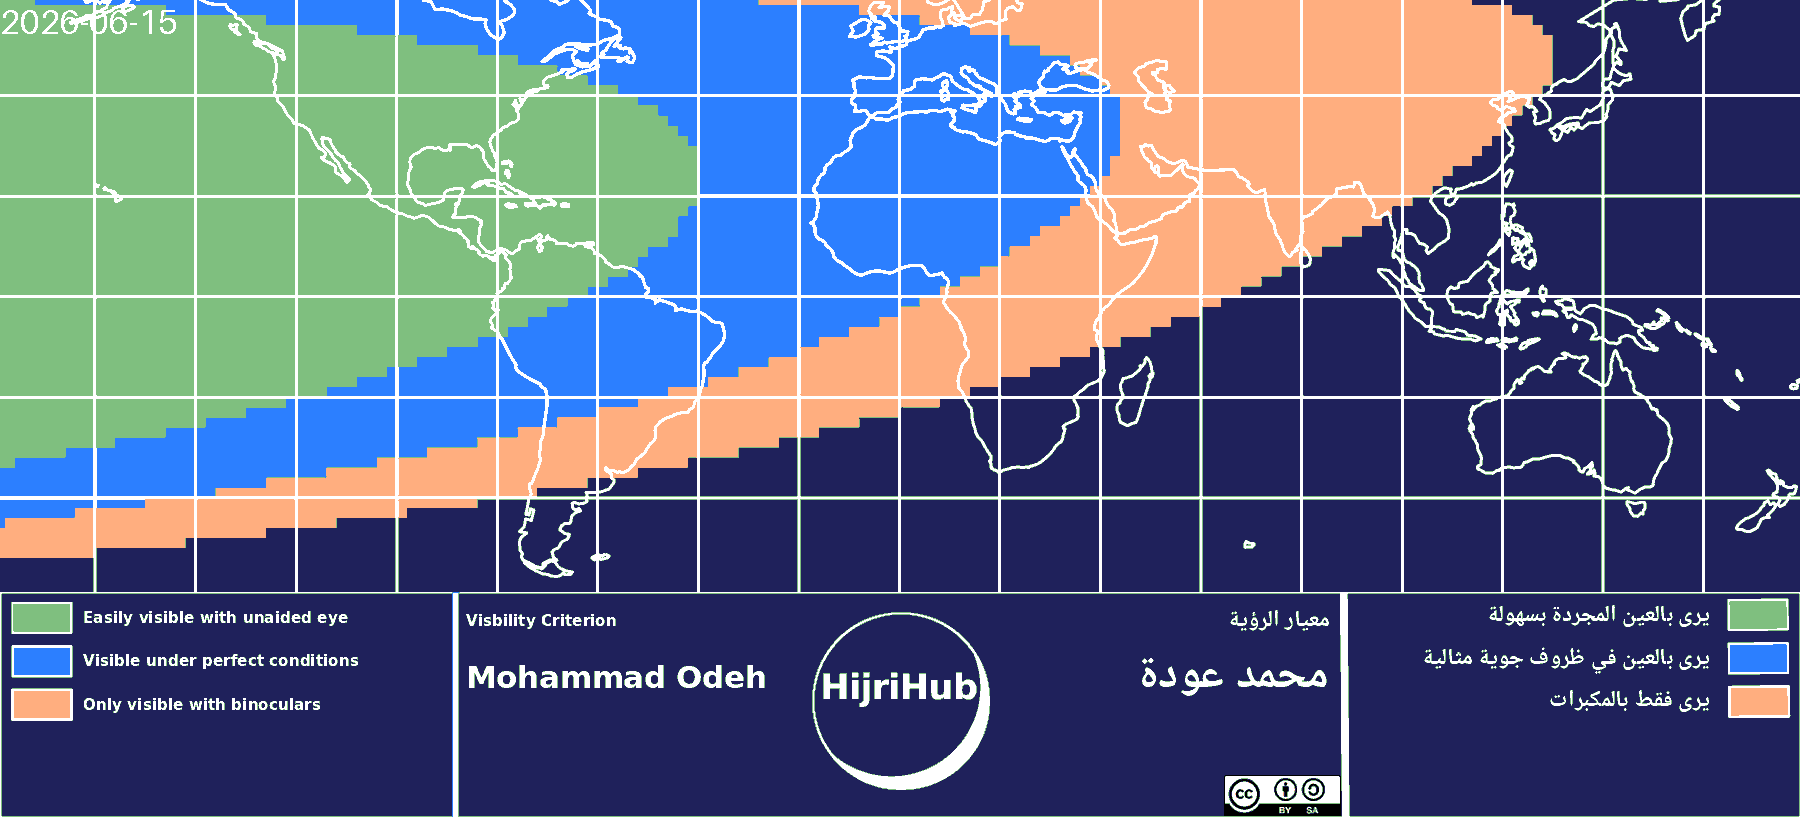 2026-06-15
Easily visible with unaided eye
Visible under perfect conditions
Only visible with binoculars
Visbility Criterion
Mohammad Odeh
HijriHub
معيار الرؤية
محمد عودة
cc
BY SA
يرى بالعين المجردة بسهولة
يرى بالعين في ظروف جوية مثالية
يرى فقط بالمكبرات